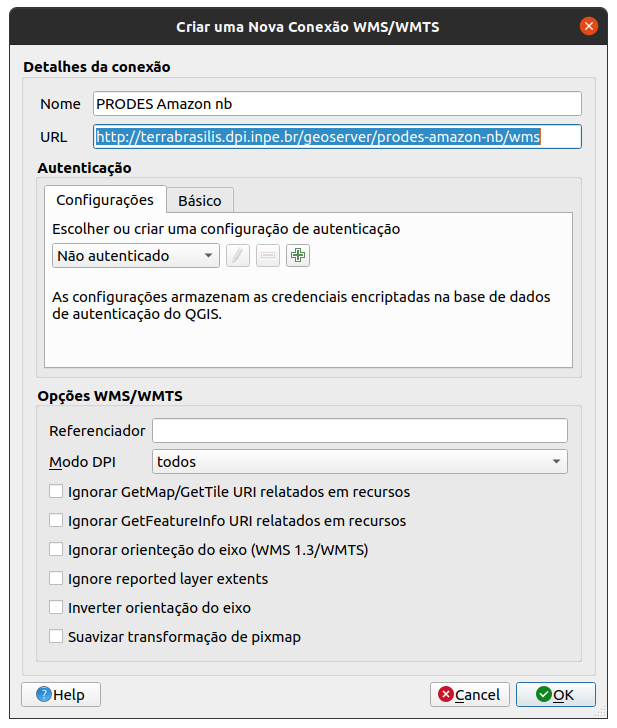 Criar uma Nova Conexão WMS/WMTS
Detalhes da conexão
Nome PRODES Amazon nb
URL http://terrabrasilis.dpi.inpe.br/geoserver/prodes-amazon-nb/wms
Autenticação
Configurações Básico
Escolher ou criar uma configuração de autenticação
Não autenticado
As configurações armazenam as credenciais encriptadas na base de dados
de autenticação do QGIS.
Opções WMS/WMTS
Referenciador
Modo DPI todos
Ignorar GetMap/GetTile URI relatados em recursos
Ignorar GetFeatureInfo URI relatados em recursos
Ignorar orienteção do eixo (WMS 1.3/WMTS)
Ignore reported layer extents
Inverter orientação do eixo
Suavizar transformação de pixmap
Help Cancel OK